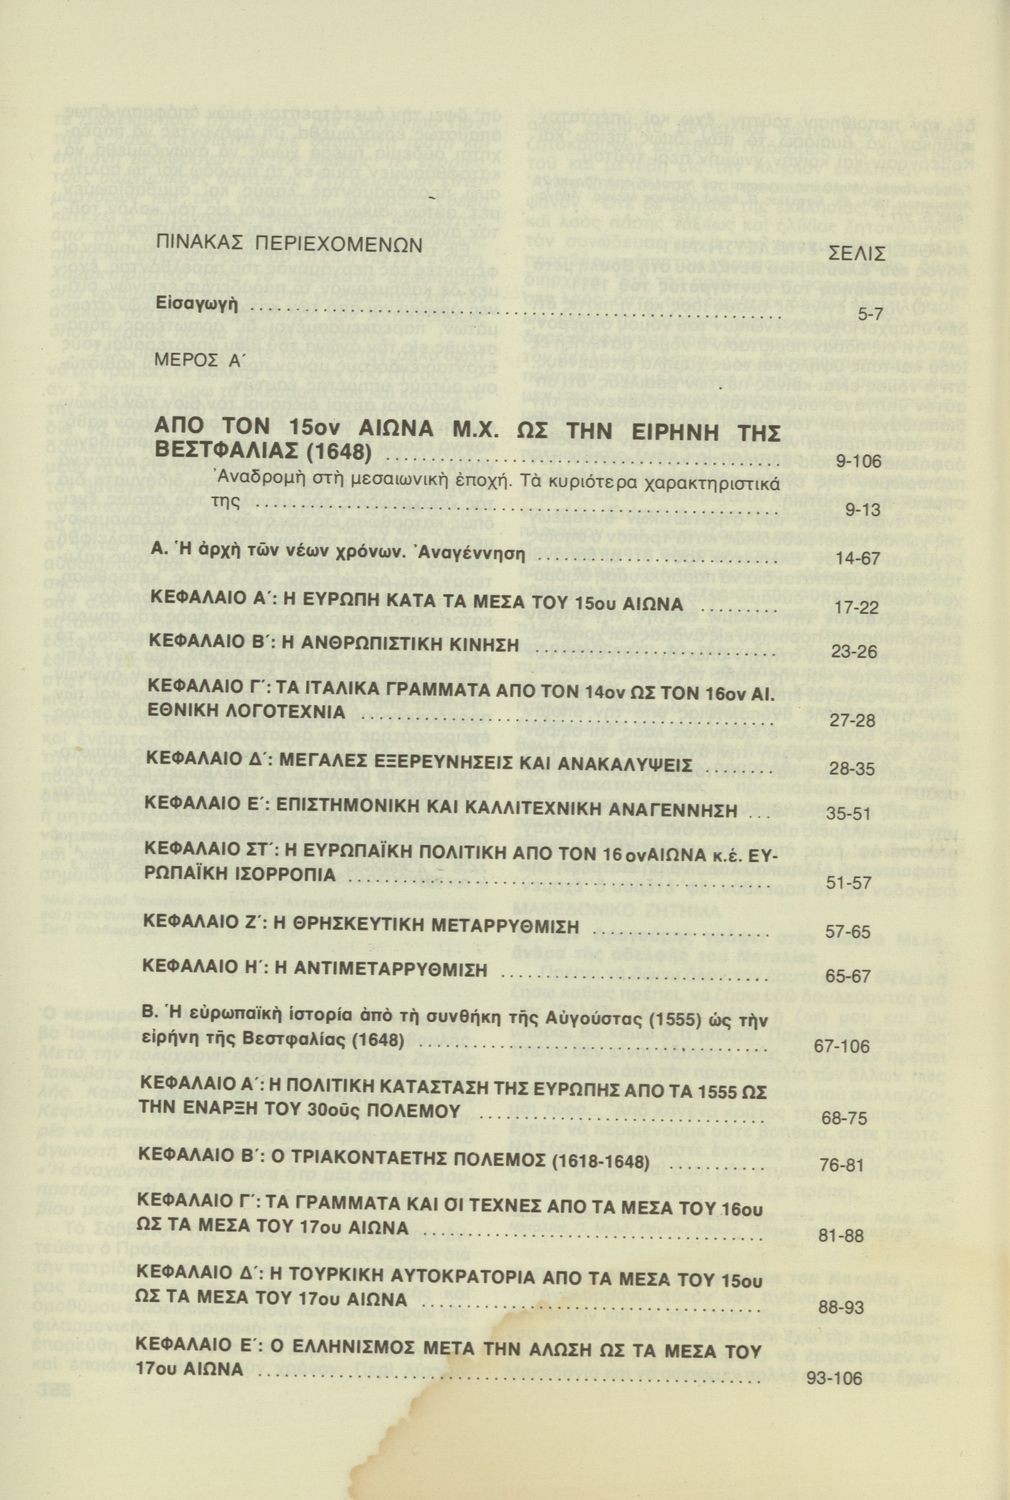 ΠΙΝΑΚΑΣ ΠΕΡΙΕΧΟΜΕΝΩΝ
ΣΕΛΙΣ
Εἰσαγωγὴ ........................................................ 5-7
ΜΕΡΟΣ Α΄
ΑΠΟ ΤΟΝ 15ον ΑΙΩΝΑ Μ.Χ. ΩΣ ΤΗΝ ΕΙΡΗΝΗ ΤΗΣ
ΒΕΣΤΦΑΛΙΑΣ (1648) ........................................ 9-106
Ἀναδρομὴ στὴ μεσαιωνικὴ ἐποχή. Τὰ κυριότερα χαρακτηριστικά
της ........................................................ 9-13
Α. Ἡ ἀρχὴ τῶν νέων χρόνων. Ἀναγέννηση .......................... 14-67
ΚΕΦΑΛΑΙΟ Α΄: Η ΕΥΡΩΠΗ ΚΑΤΑ ΤΑ ΜΕΣΑ ΤΟΥ 15ου ΑΙΩΝΑ ......... 17-22
ΚΕΦΑΛΑΙΟ Β΄: Η ΑΝΘΡΩΠΙΣΤΙΚΗ ΚΙΝΗΣΗ .......................... 23-26
ΚΕΦΑΛΑΙΟ Γ΄: ΤΑ ΙΤΑΛΙΚΑ ΓΡΑΜΜΑΤΑ ΑΠΟ ΤΟΝ 14ον ΩΣ ΤΟΝ 16ον ΑΙ.
ΕΘΝΙΚΗ ΛΟΓΟΤΕΧΝΙΑ ............................................ 27-28
ΚΕΦΑΛΑΙΟ Δ΄: ΜΕΓΑΛΕΣ ΕΞΕΡΕΥΝΗΣΕΙΣ ΚΑΙ ΑΝΑΚΑΛΥΨΕΙΣ ........ 28-35
ΚΕΦΑΛΑΙΟ Ε΄: ΕΠΙΣΤΗΜΟΝΙΚΗ ΚΑΙ ΚΑΛΛΙΤΕΧΝΙΚΗ ΑΝΑΓΕΝΝΗΣΗ ... 35-51
ΚΕΦΑΛΑΙΟ ΣΤ΄: Η ΕΥΡΩΠΑΪΚΗ ΠΟΛΙΤΙΚΗ ΑΠΟ ΤΟΝ 16ονΑΙΩΝΑ κ.έ. ΕΥ-
ΡΩΠΑΪΚΗ ΙΣΟΡΡΟΠΙΑ ............................................ 51-57
ΚΕΦΑΛΑΙΟ Ζ΄: Η ΘΡΗΣΚΕΥΤΙΚΗ ΜΕΤΑΡΡΥΘΜΙΣΗ ................... 57-65
ΚΕΦΑΛΑΙΟ Η΄: Η ΑΝΤΙΜΕΤΑΡΡΥΘΜΙΣΗ ............................. 65-67
Β. Ἡ εὐρωπαϊκὴ ἱστορία ἀπὸ τὴ συνθήκη τῆς Αὐγούστας (1555) ὡς τὴν
εἰρήνη τῆς Βεστφαλίας (1648) ..................................... 67-106
ΚΕΦΑΛΑΙΟ Α΄: Η ΠΟΛΙΤΙΚΗ ΚΑΤΑΣΤΑΣΗ ΤΗΣ ΕΥΡΩΠΗΣ ΑΠΟ ΤΑ 1555 ΩΣ
ΤΗΝ ΕΝΑΡΞΗ ΤΟΥ 30οῦς ΠΟΛΕΜΟΥ .............................. 68-75
ΚΕΦΑΛΑΙΟ Β΄: Ο ΤΡΙΑΚΟΝΤΑΕΤΗΣ ΠΟΛΕΜΟΣ (1618-1648) ........... 76-81
ΚΕΦΑΛΑΙΟ Γ΄: ΤΑ ΓΡΑΜΜΑΤΑ ΚΑΙ ΟΙ ΤΕΧΝΕΣ ΑΠΟ ΤΑ ΜΕΣΑ ΤΟΥ 16ου
ΩΣ ΤΑ ΜΕΣΑ ΤΟΥ 17ου ΑΙΩΝΑ .................................... 81-88
ΚΕΦΑΛΑΙΟ Δ΄: Η ΤΟΥΡΚΙΚΗ ΑΥΤΟΚΡΑΤΟΡΙΑ ΑΠΟ ΤΑ ΜΕΣΑ ΤΟΥ 15ου
ΩΣ ΤΑ ΜΕΣΑ ΤΟΥ 17ου ΑΙΩΝΑ .................................... 88-93
ΚΕΦΑΛΑΙΟ Ε΄: Ο ΕΛΛΗΝΙΣΜΟΣ ΜΕΤΑ ΤΗΝ ΑΛΩΣΗ ΩΣ ΤΑ ΜΕΣΑ ΤΟΥ
17ου ΑΙΩΝΑ ..................................................... 93-106